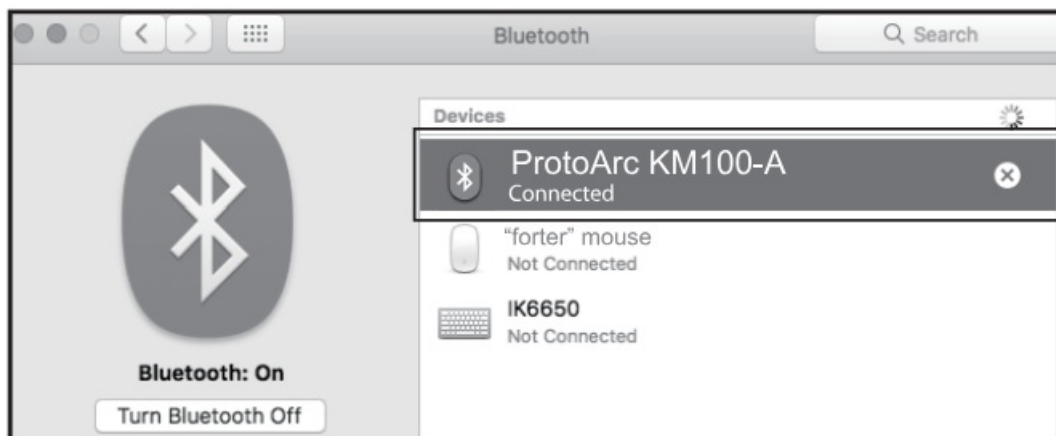 Bluetooth
Search
Devices
ProtoArc KM100-A
Connected
“forter” mouse
Not Connected
IK6650
Not Connected
Bluetooth: On
Turn Bluetooth Off